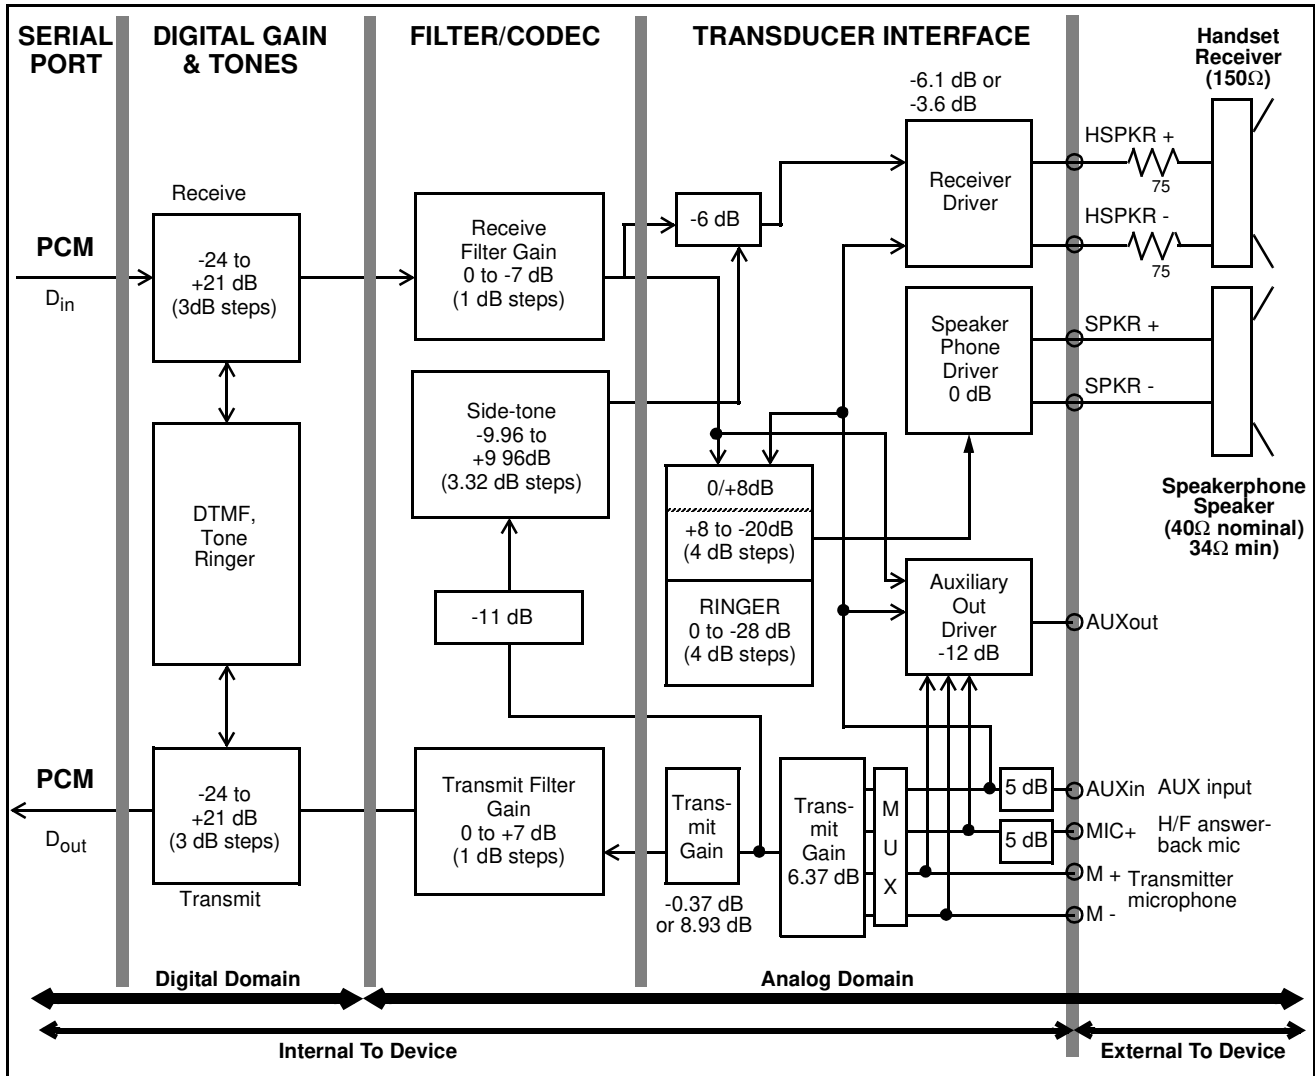 SERIAL
PORT
DIGITAL GAIN
& TONES
FILTER/CODEC
TRANSDUCER INTERFACE
Handset
Receiver
(150Ω)
-6.1 dB or
-3.6 dB
Receiver
Driver
HSPKR +
75
HSPKR -
75
Receive
PCM
Din
-24 to
+21 dB
(3dB steps)
Receive
Filter Gain
0 to -7 dB
(1 dB steps)
-6 dB
Speaker
Phone
Driver
0 dB
SPKR +
SPKR -
Speakerphone
Speaker
(40Ω nominal)
34Ω min)
Side-tone
-9.96 to
+9 96dB
(3.32 dB steps)
DTMF,
Tone
Ringer
0/+8dB
+8 to -20dB
(4 dB steps)
RINGER
0 to -28 dB
(4 dB steps)
-11 dB
Auxiliary
Out
Driver
-12 dB
AUXout
PCM
Dout
-24 to
+21 dB
(3 dB steps)
Transmit
Transmit Filter
Gain
0 to +7 dB
(1 dB steps)
Trans-
mit
Gain
-0.37 dB
or 8.93 dB
Trans-
mit
Gain
6.37 dB
M
U
X
5 dB
AUXin AUX input
5 dB
MIC+ H/F answer-
back mic
M + Transmitter
microphone
M -
Digital Domain
Analog Domain
Internal To Device
External To Device